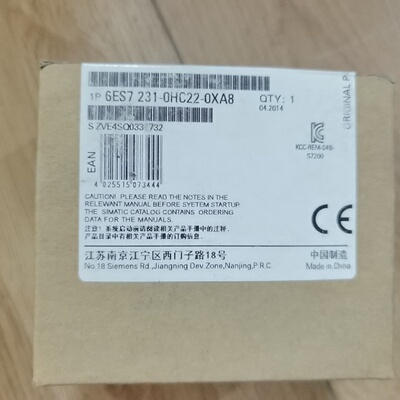 1P 6ES7 231-0HC22-0XA8
QTY: 1
04.2014
S ZVE4SQ033732
ORIGINAL P
EAN
4 025515 073444
KCC-REM-S49-
S7200
CAUTION! PLEASE READ THE NOTES IN THE
RELEVANT MANUAL BEFORE SYSTEM STARTUP.
THE SIMATIC CATALOG CONTAINS ORDERING
DATA FOR THE MANUALS.
CE
注意! 系统启动前请阅读相关产品手册中的注释。
产品目录中有相关产品手册的订购信息.
江苏南京江宁区西门子路18号
No.18 Siemens Rd.,Jiangning Dev.Zone,Nanjing,P.R.C.
中国制造
Made in China